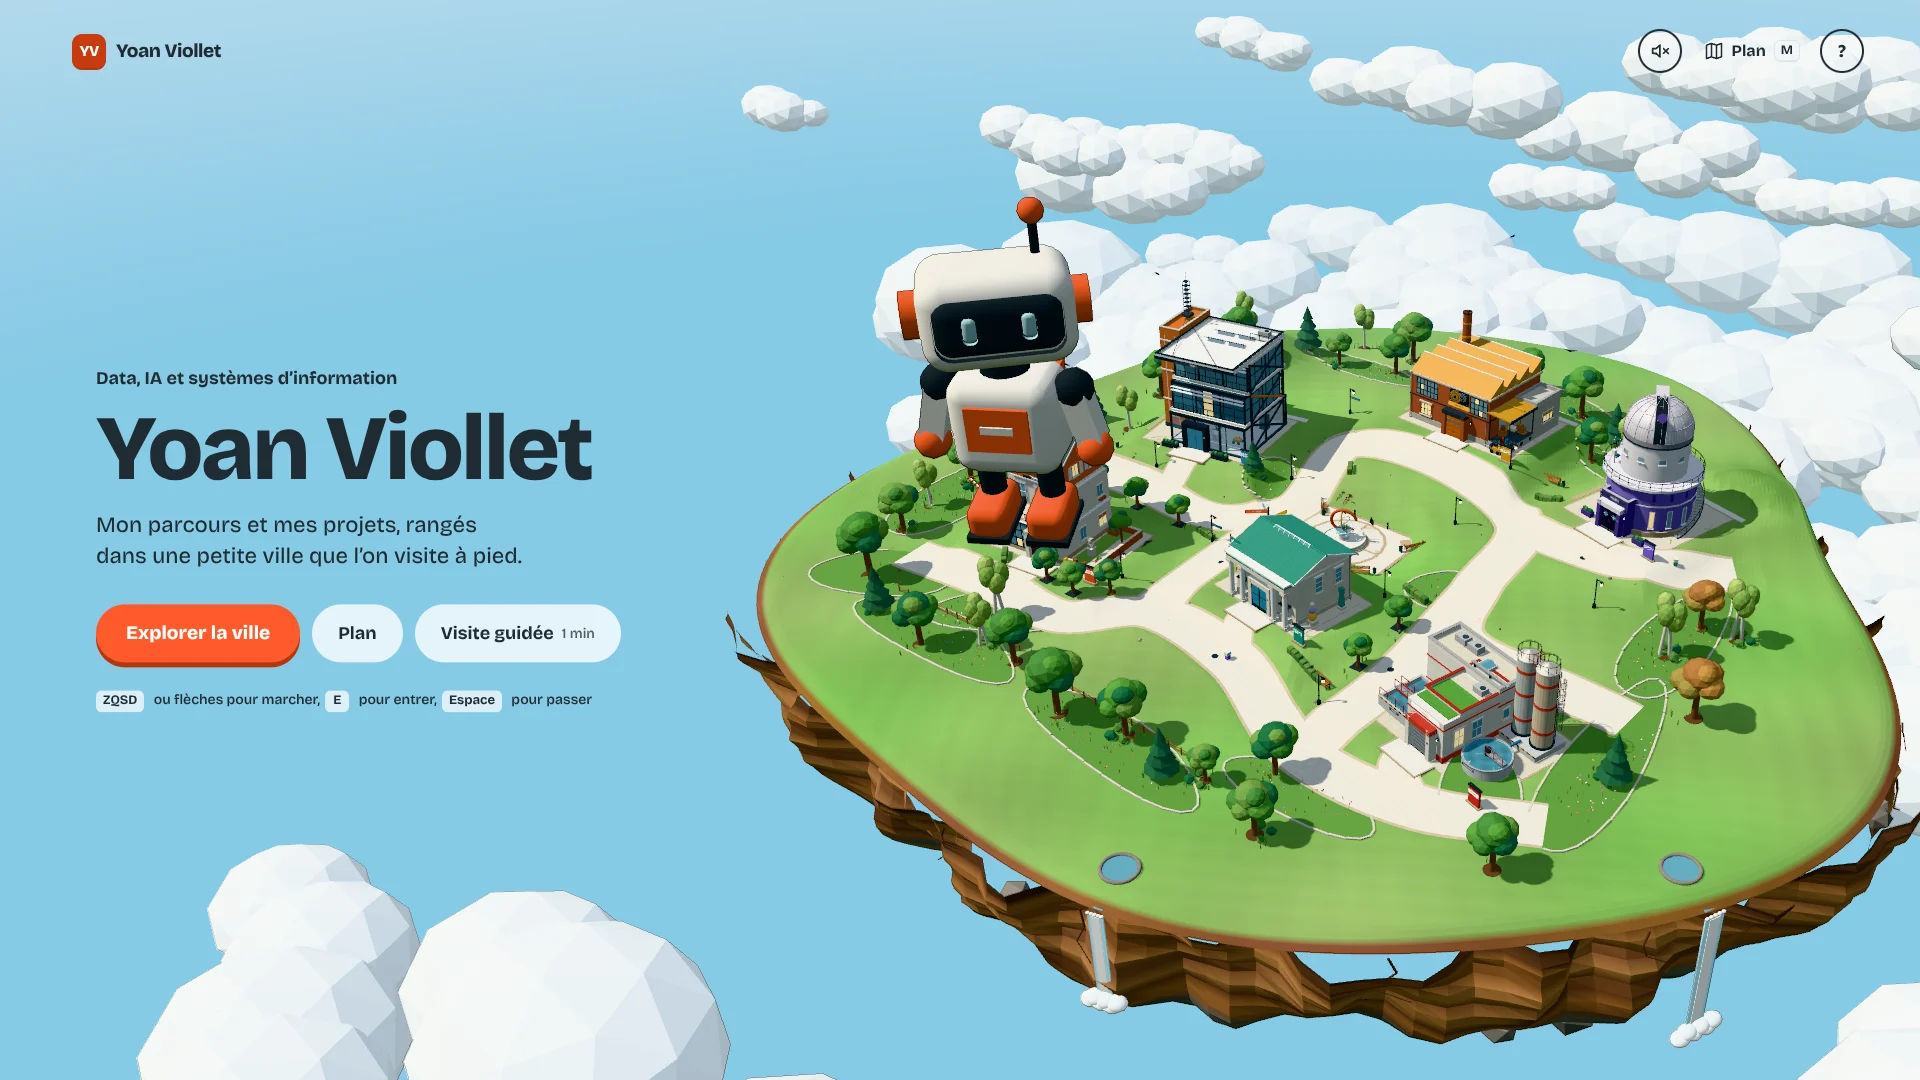 YV Yoan Viollet
Plan M ?
Data, IA et systèmes d’information
Yoan Viollet
Mon parcours et mes projets, rangés
dans une petite ville que l’on visite à pied.
Explorer la ville Plan Visite guidée 1 min
ZQSD ou flèches pour marcher, E pour entrer, Espace pour passer